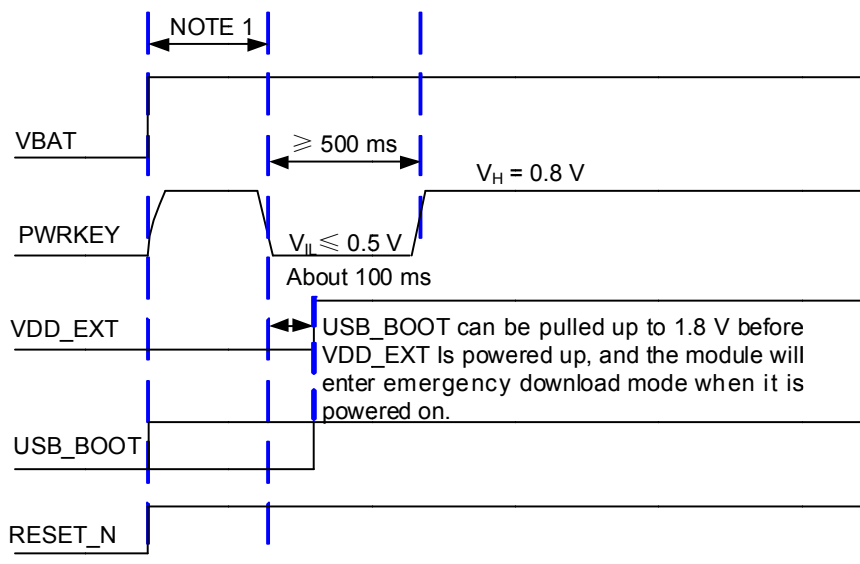 NOTE 1
VBAT
≥ 500 ms
V_H = 0.8 V
PWRKEY
V_IL ≤ 0.5 V
About 100 ms
VDD_EXT
USB_BOOT can be pulled up to 1.8 V before
VDD_EXT Is powered up, and the module will
enter emergency download mode when it is
powered on.
USB_BOOT
RESET_N